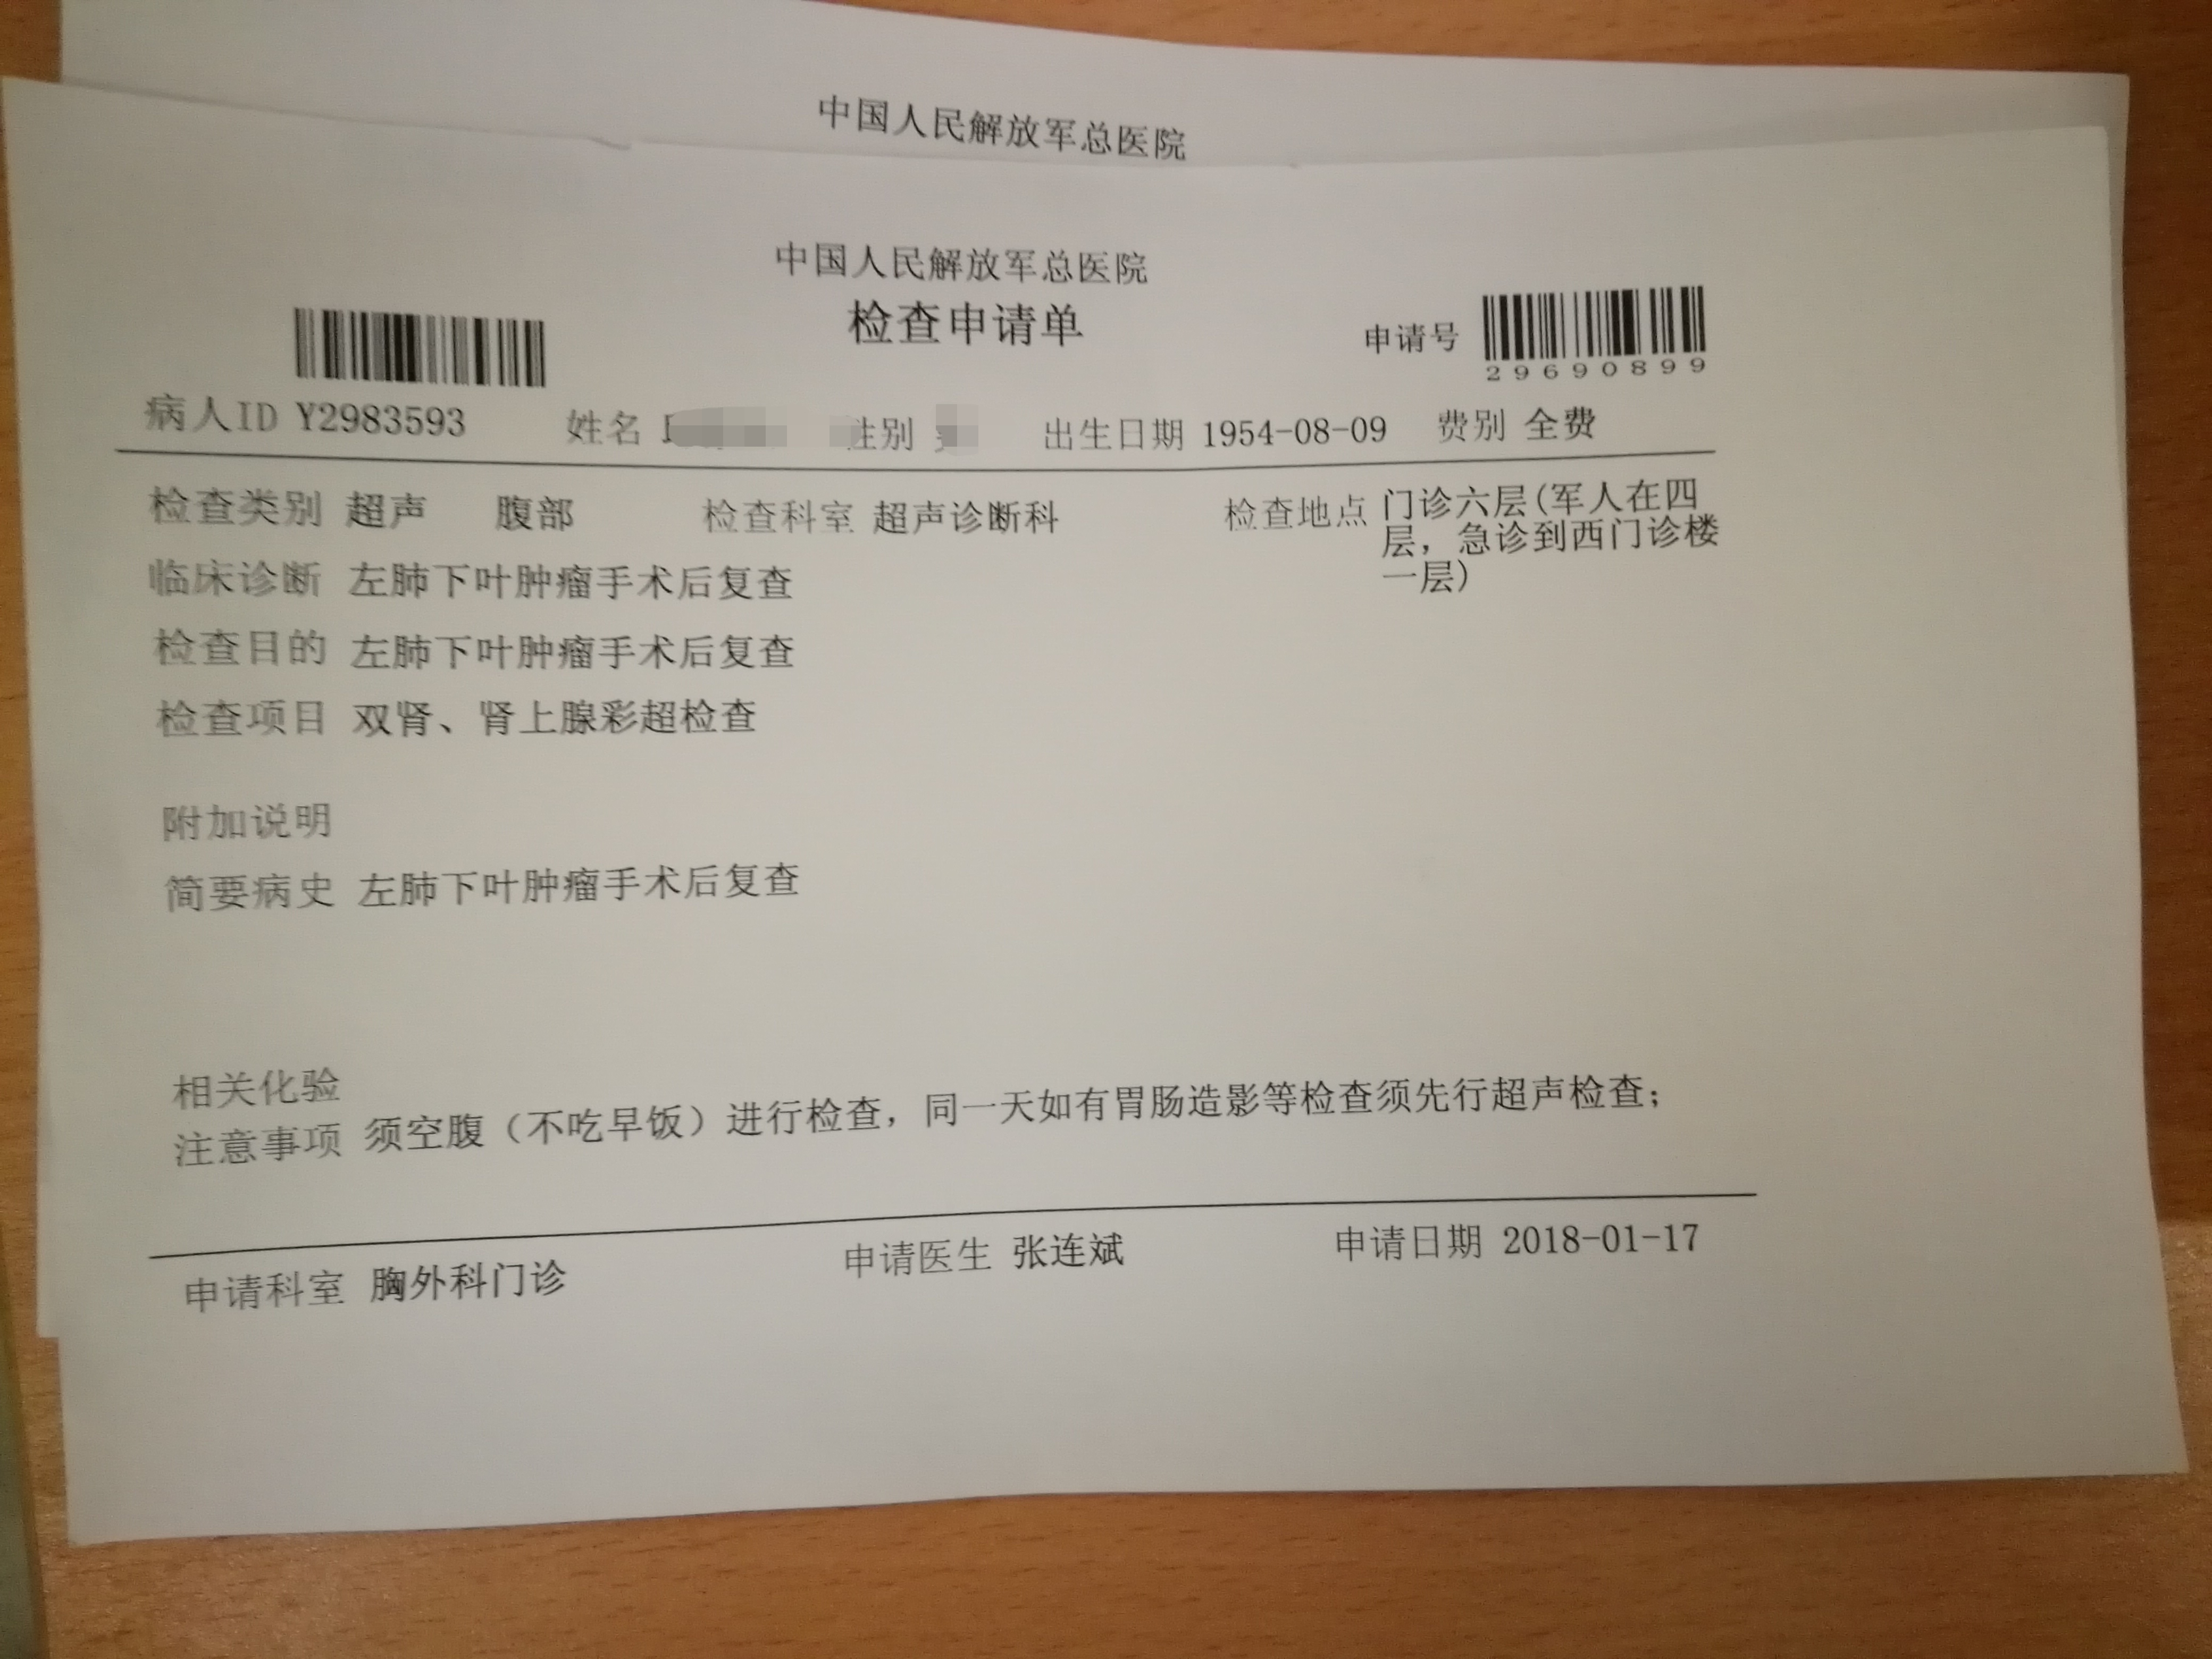 中国人民解放军总医院
中国人民解放军总医院
检查申请单
申请号
29690899
病人ID Y2983593 姓名 性别 出生日期 1954-08-09 费别 全费
检查类别 超声 腹部 检查科室 超声诊断科 检查地点 门诊六层(军人在四
层，急诊到西门诊楼
一层)
临床诊断 左肺下叶肿瘤手术后复查
检查目的 左肺下叶肿瘤手术后复查
检查项目 双肾、肾上腺彩超检查
附加说明
简要病史 左肺下叶肿瘤手术后复查
相关化验
注意事项 须空腹（不吃早饭）进行检查，同一天如有胃肠造影等检查须先行超声检查；
申请科室 胸外科门诊 申请医生 张连斌 申请日期 2018-01-17